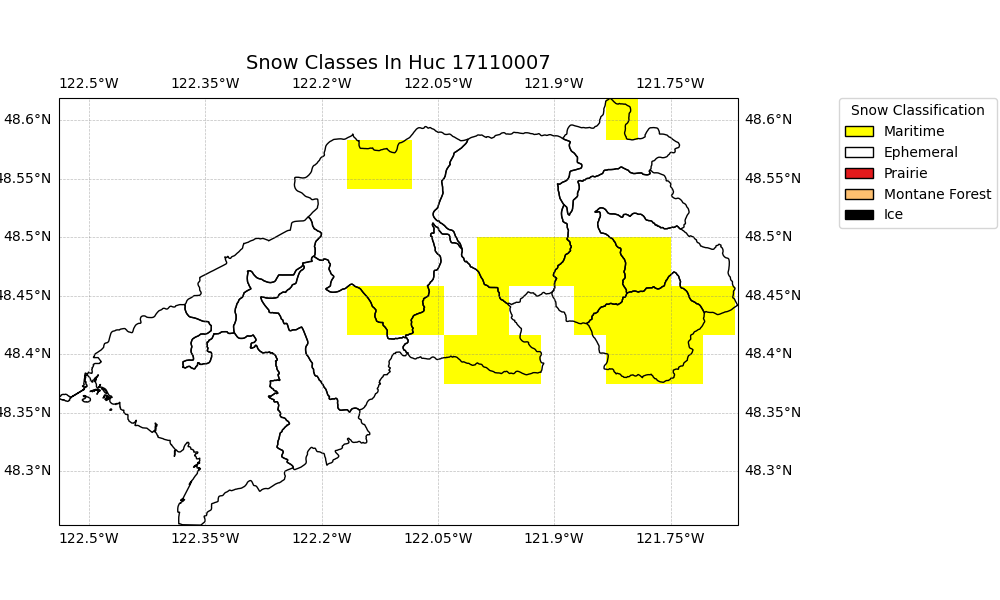 Snow Classes In Huc 17110007
122.5°W 122.35°W 122.2°W 122.05°W 121.9°W 121.75°W
48.6°N 48.6°N
48.55°N 48.55°N
48.5°N 48.5°N
48.45°N 48.45°N
48.4°N 48.4°N
48.35°N 48.35°N
48.3°N 48.3°N
122.5°W 122.35°W 122.2°W 122.05°W 121.9°W 121.75°W
Snow Classification
Maritime
Ephemeral
Prairie
Montane Forest
Ice